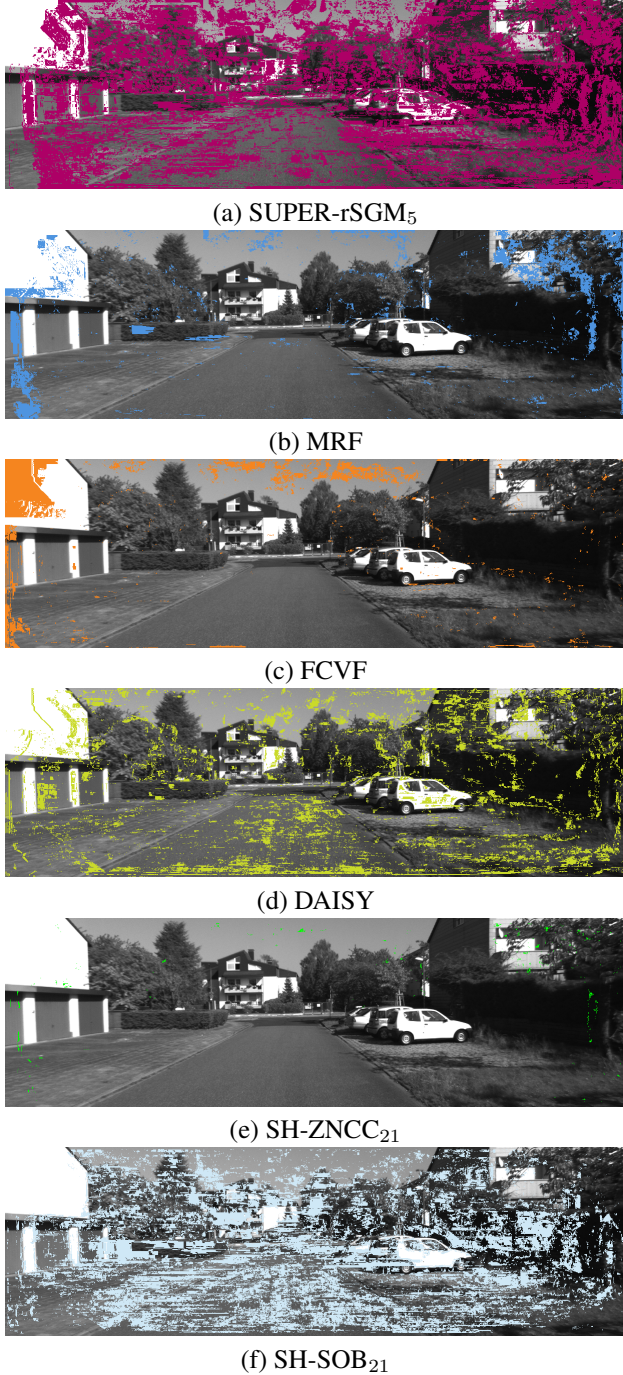 (a) SUPER-rSGM₅
(b) MRF
(c) FCVF
(d) DAISY
(e) SH-ZNCC₂₁
(f) SH-SOB₂₁